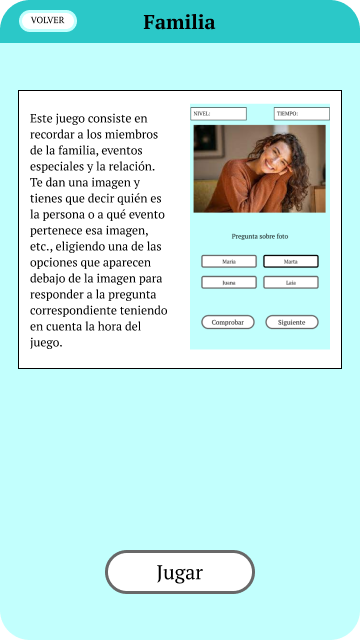 VOLVER
Familia
Este juego consiste en
recordar a los miembros
de la familia, eventos
especiales y la relación.
Te dan una imagen y
tienes que decir quién es
la persona o a qué evento
pertenece esa imagen,
etc., eligiendo una de las
opciones que aparecen
debajo de la imagen para
responder a la pregunta
correspondiente teniendo
en cuenta la hora del
juego.
NIVEL:
TIEMPO:
Pregunta sobre foto
María
Marta
Juana
Laia
Comprobar
Siguiente
Jugar